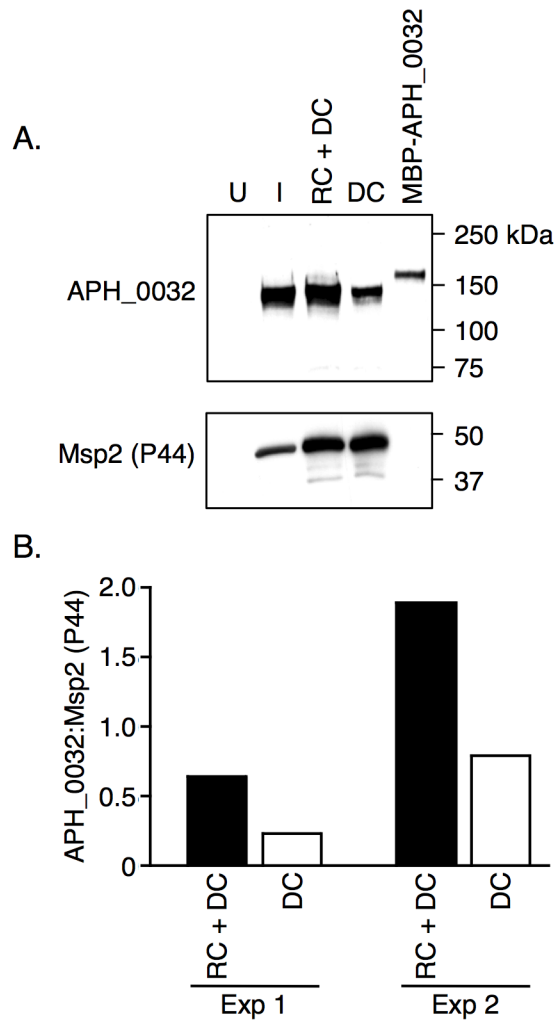 A.
U I RC + DC DC MBP-APH_0032
APH_0032
250 kDa
150
100
75
Msp2 (P44)
50
37
B.
APH_0032:Msp2 (P44)
2.0
1.5
1.0
0.5
0
RC + DC DC RC + DC DC
Exp 1 Exp 2